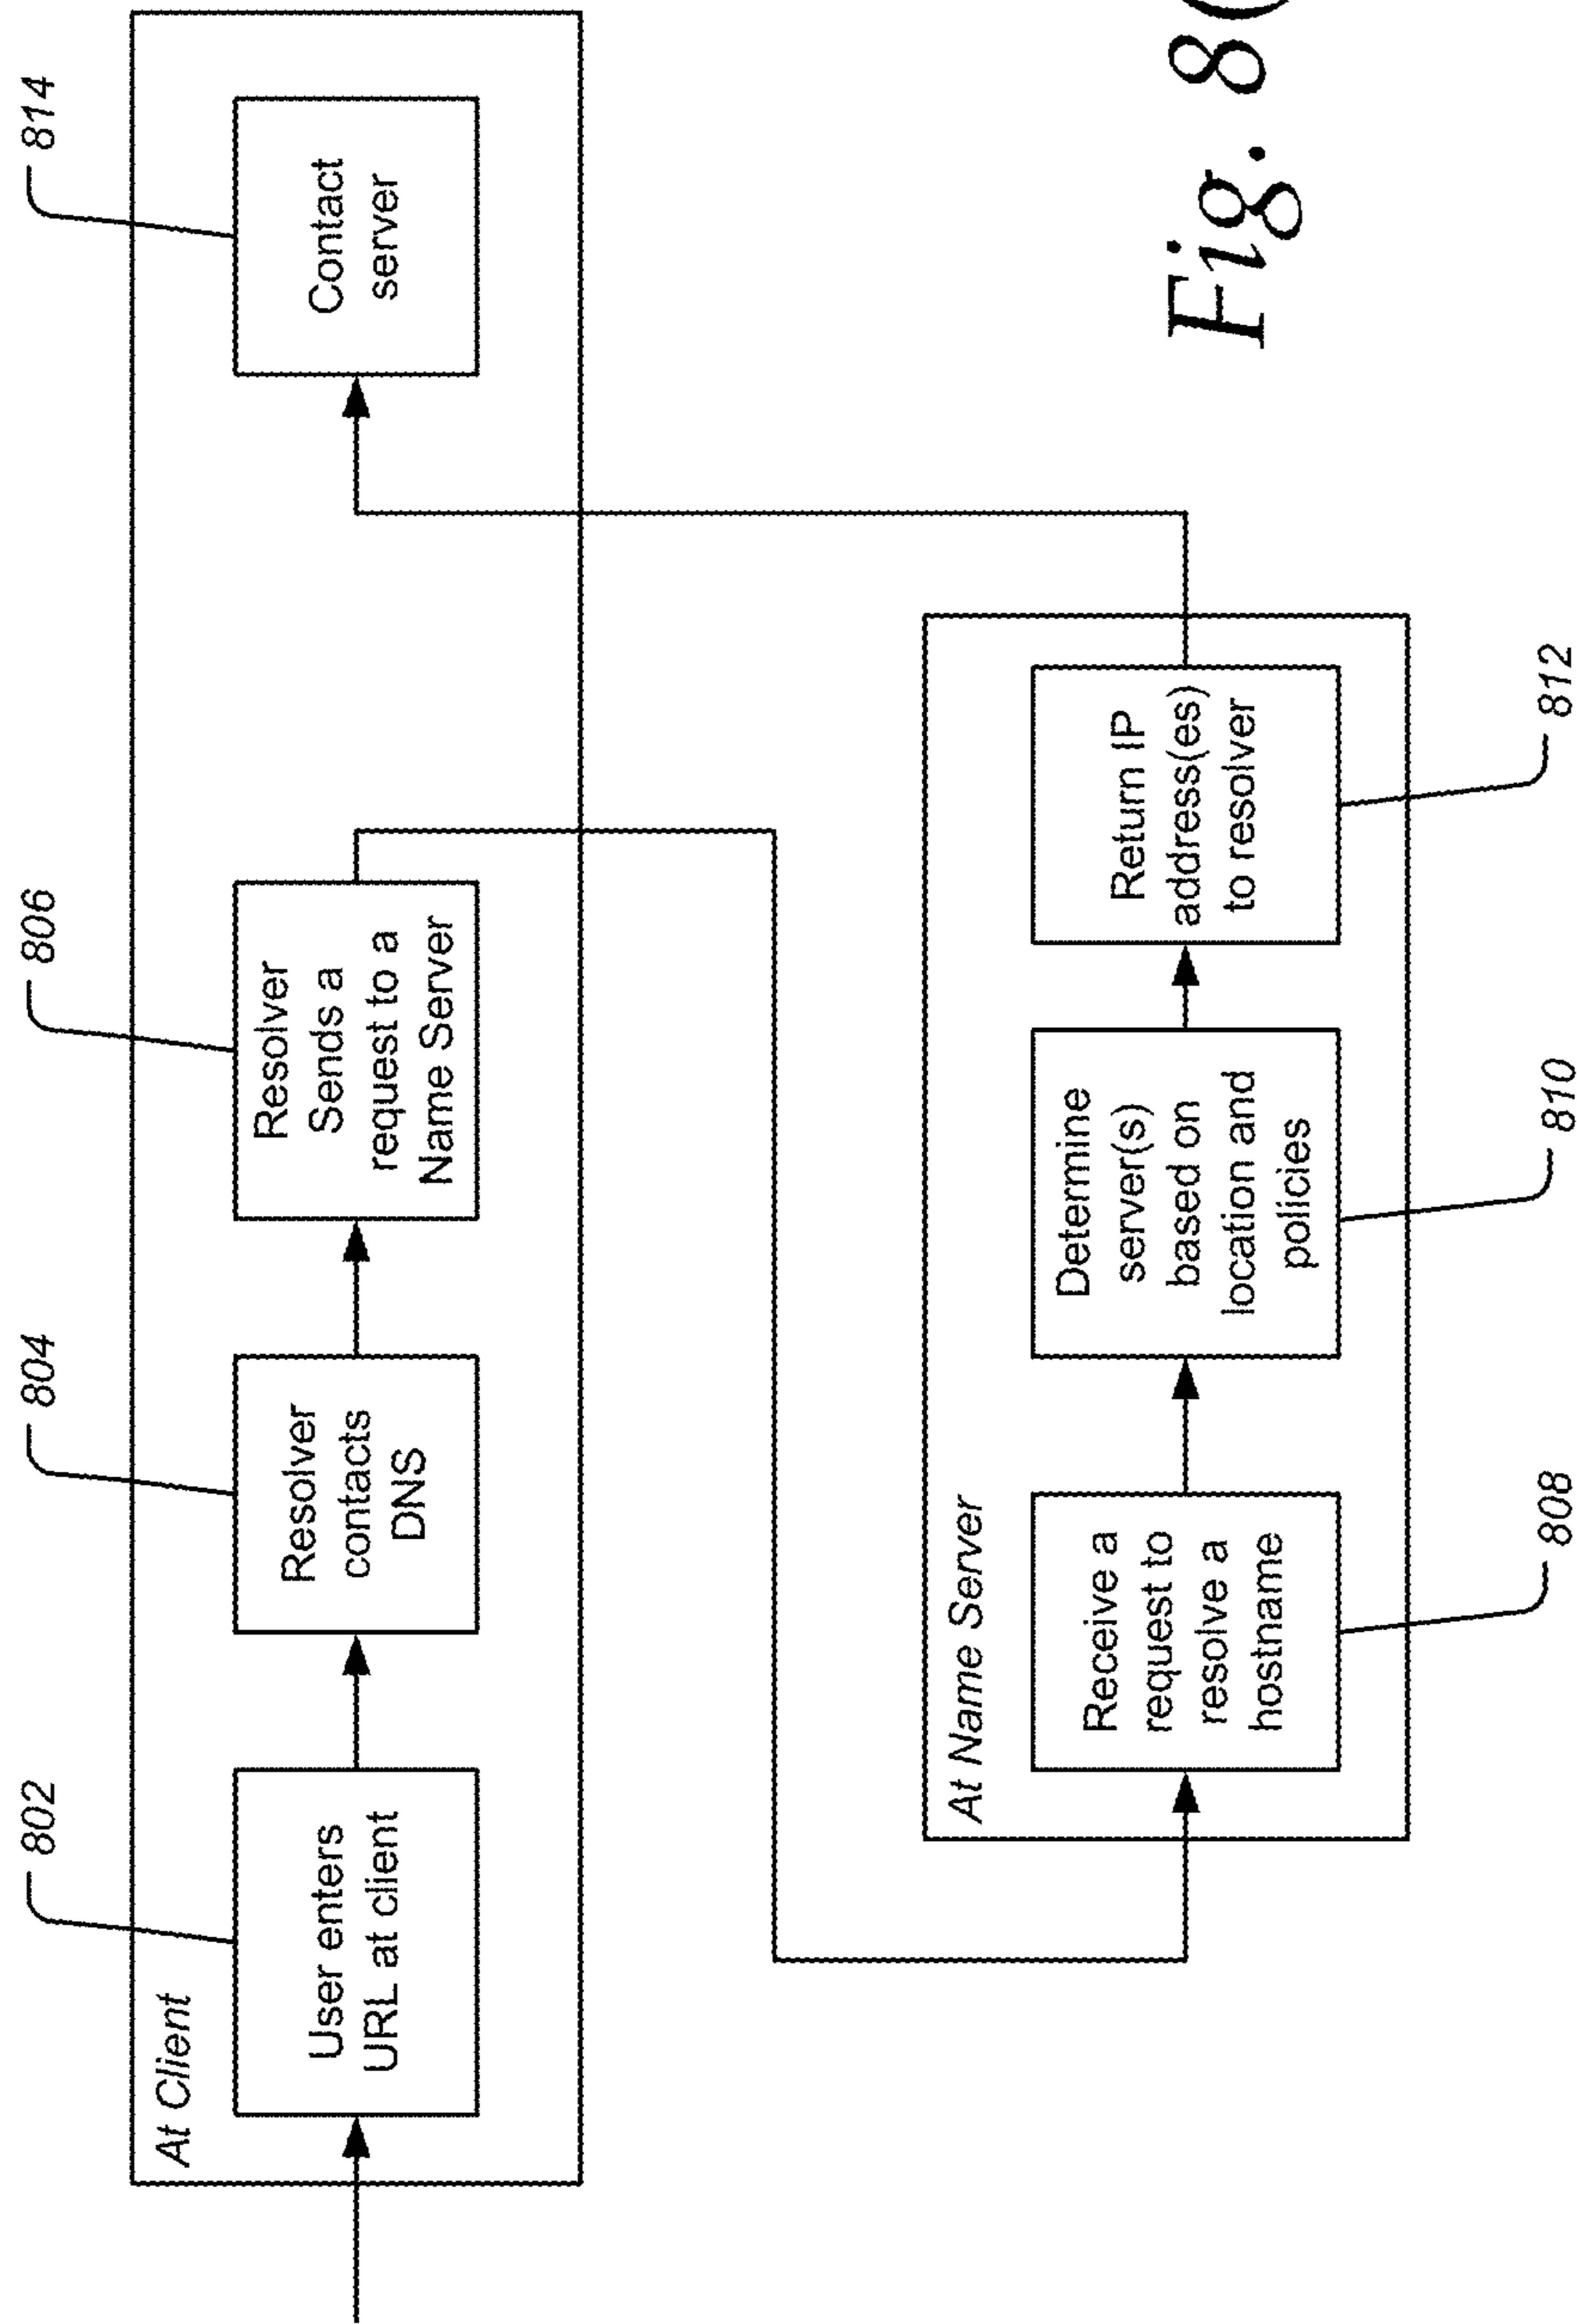 At Client
802
User enters
URL at client
804
Resolver
contacts
DNS
806
Resolver
Sends a
request to a
Name Server
814
Contact
server
At Name Server
Receive a
request to
resolve a
hostname
808
Determine
server(s)
based on
location and
policies
810
Return IP
address(es)
to resolver
812
Fig. 8(